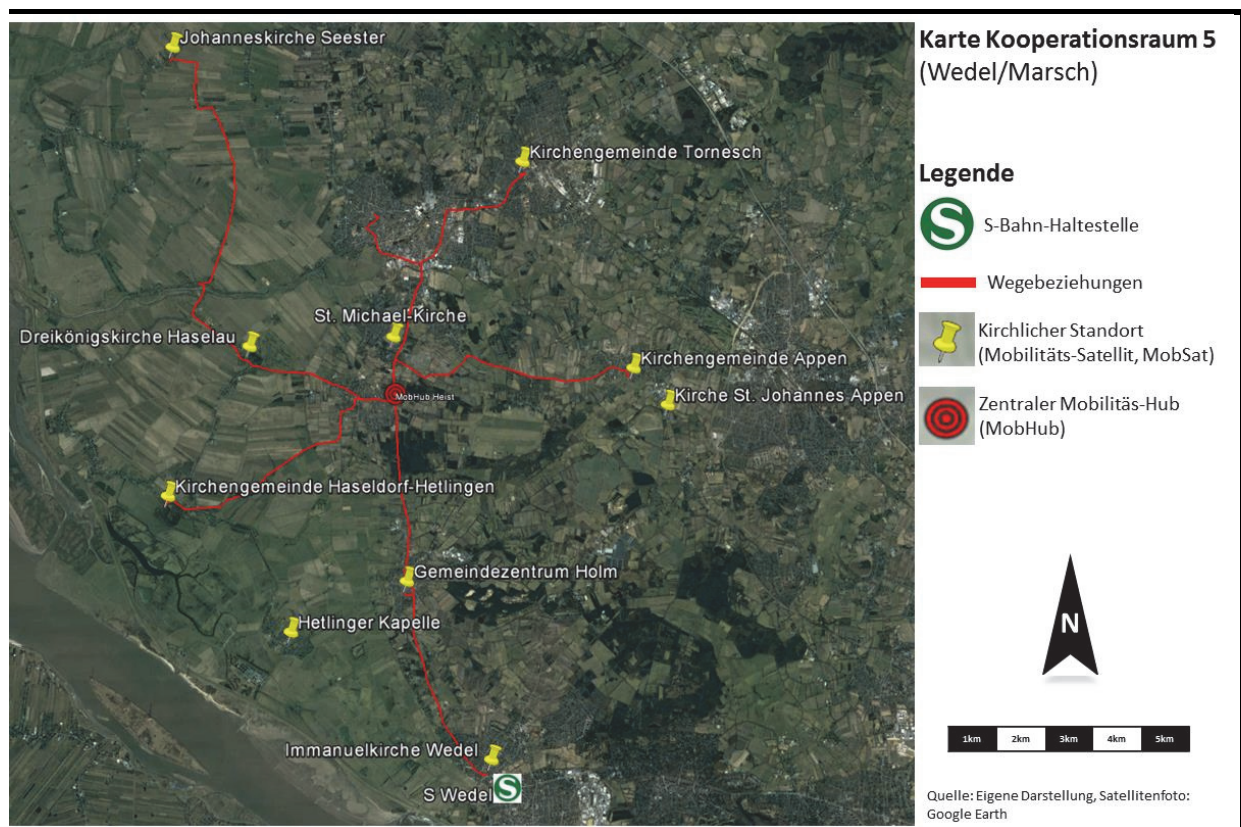 Johanneskirche Seester
Kirchengemeinde Tornesch
St. Michael-Kirche
Dreikönigskirche Haselau
Kirchengemeinde Appen
MobHub Heist
Kirche St. Johannes Appen
Kirchengemeinde Haseldorf-Hetlingen
Gemeindezentrum Holm
Hetlinger Kapelle
Immanuelkirche Wedel
S Wedel
S
Karte Kooperationsraum 5
(Wedel/Marsch)
Legende
S
S-Bahn-Haltestelle
Wegebeziehungen
Kirchlicher Standort
(Mobilitäts-Satellit, MobSat)
Zentraler Mobilitäs-Hub
(MobHub)
N
1km 2km 3km 4km 5km
Quelle: Eigene Darstellung, Satellitenfoto:
Google Earth